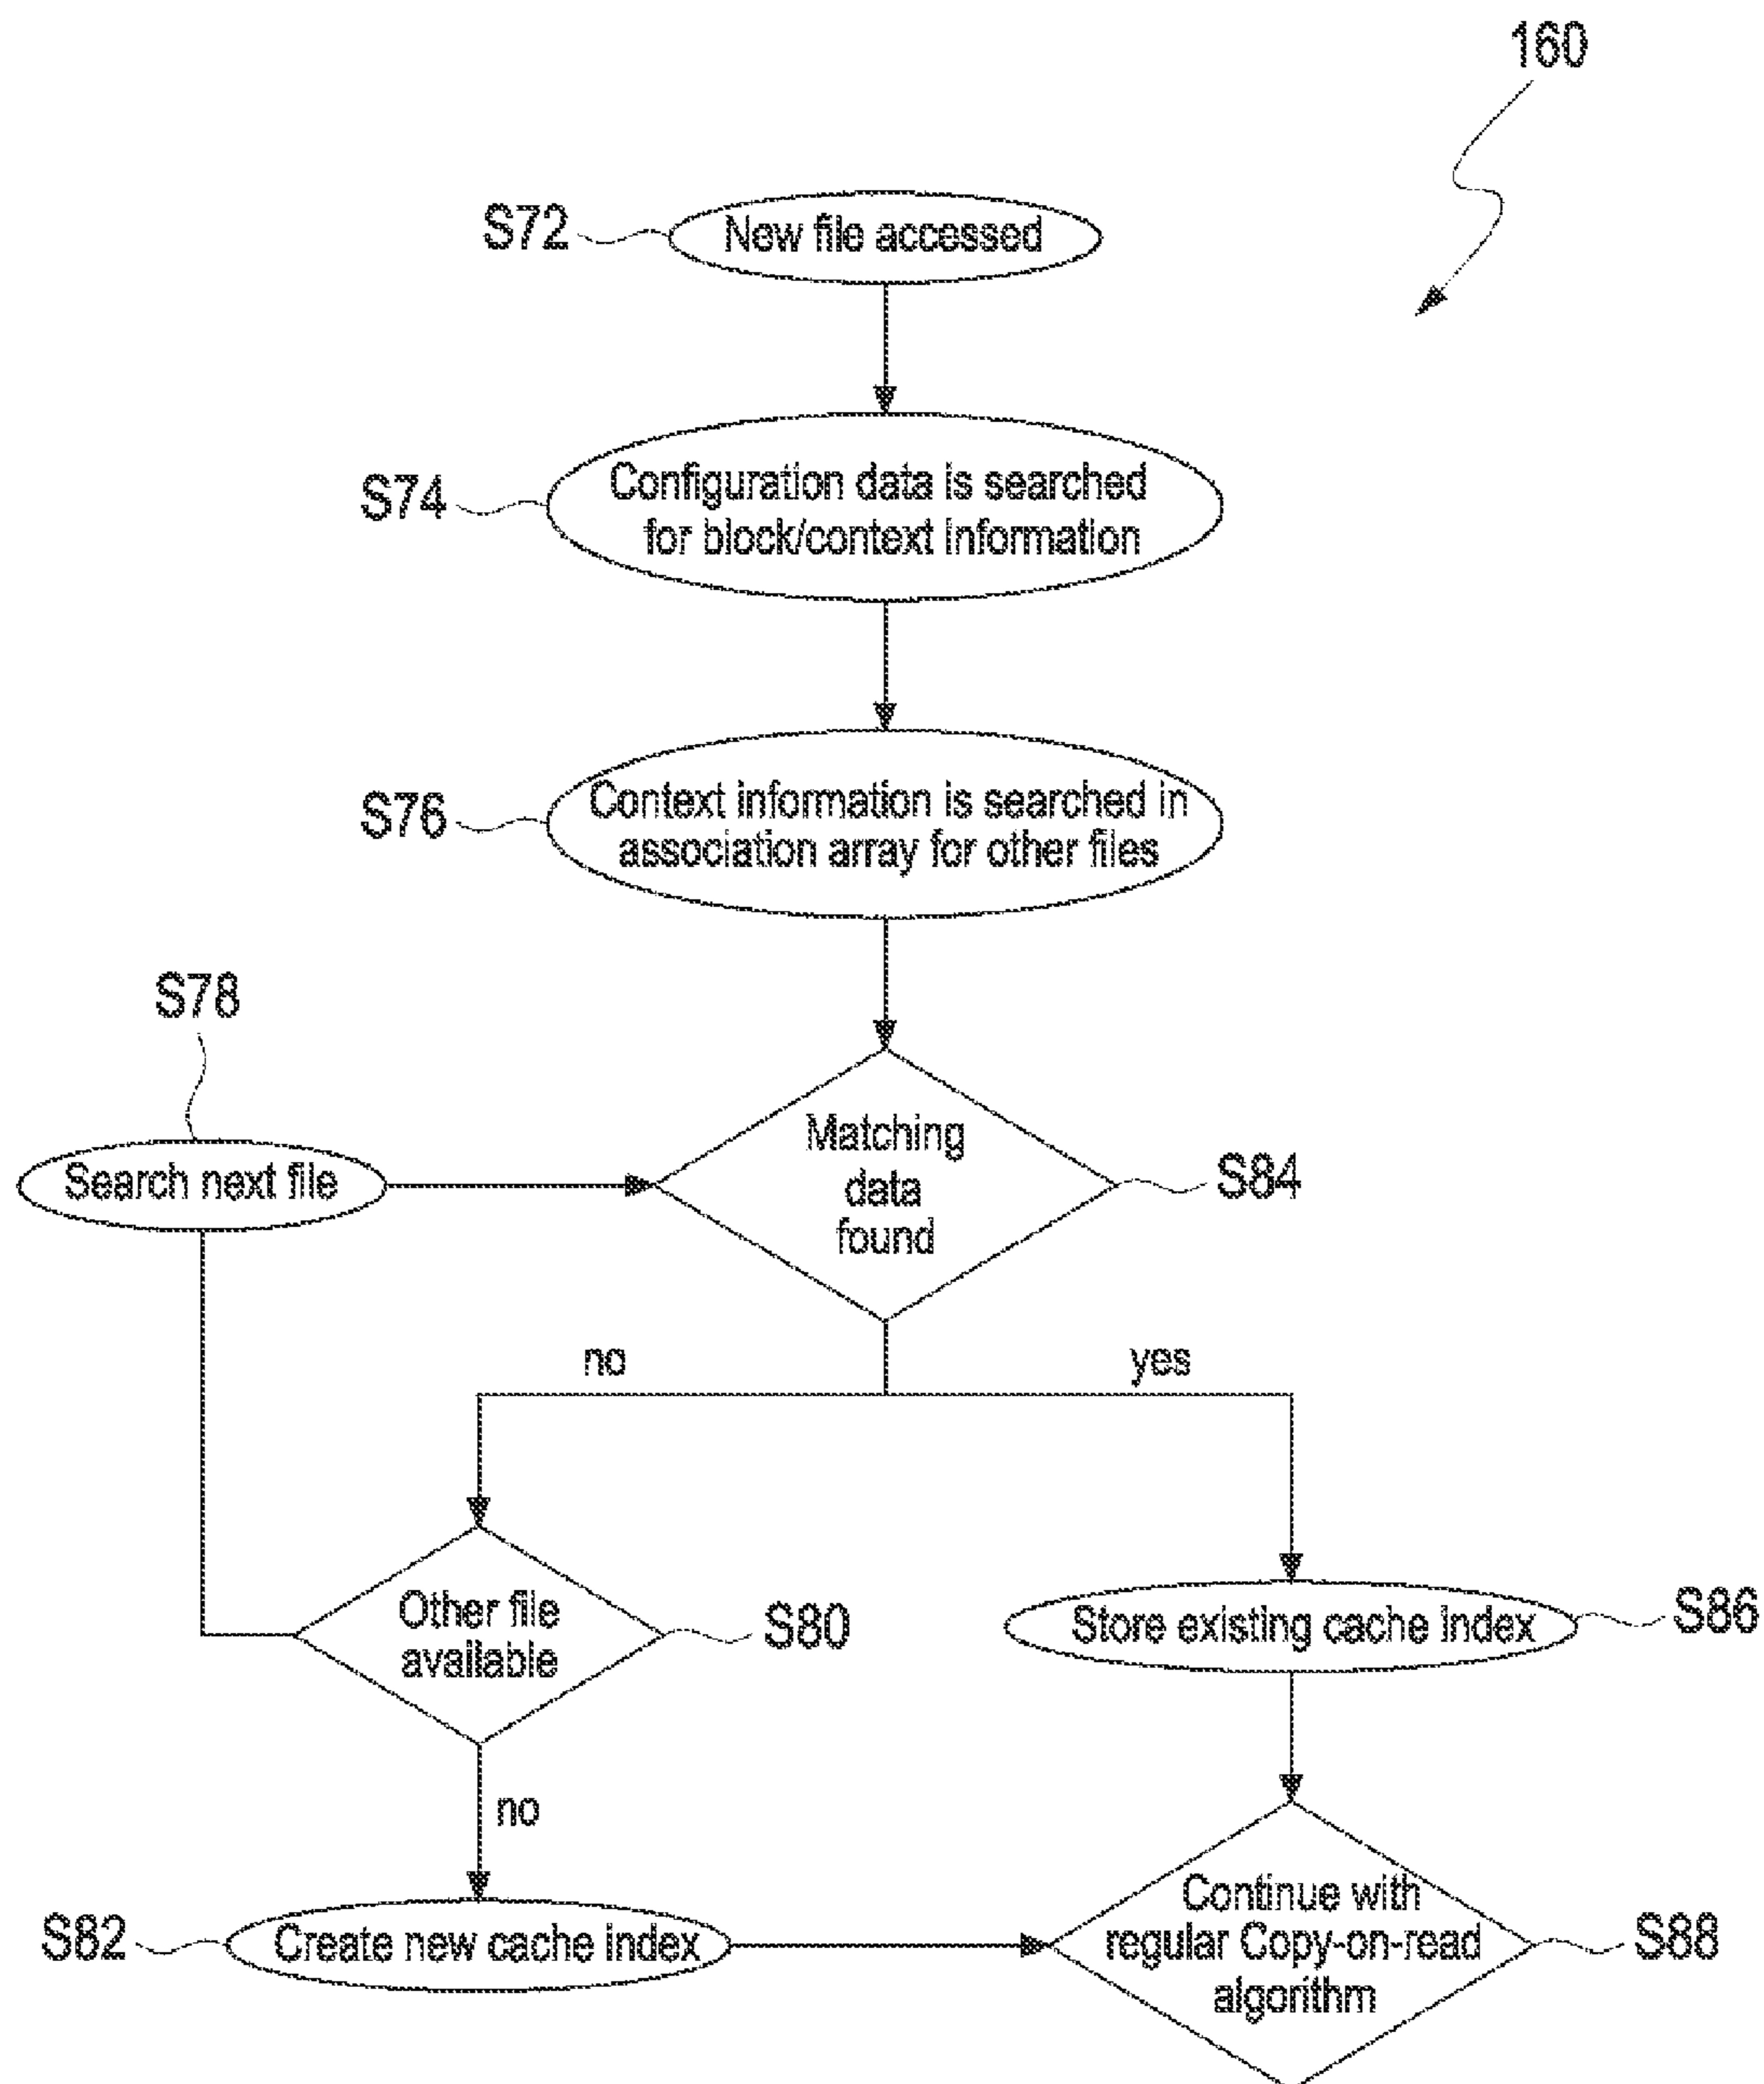 160
S72
New file accessed
S74
Configuration data is searched
for block/context information
S76
Context information is searched in
association array for other files
S78
Search next file
Matching
data
found
S84
no
yes
Other file
available
S80
Store existing cache index
S86
no
S82
Create new cache index
Continue with
regular Copy-on-read
algorithm
S88